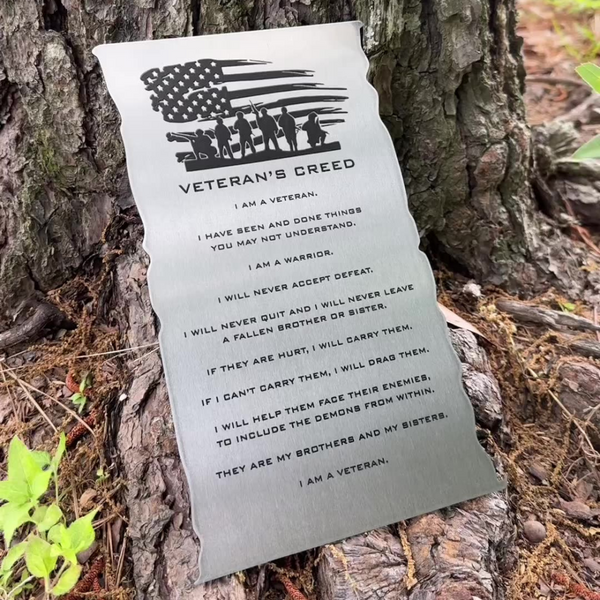 VETERAN'S CREED
I AM A VETERAN.
I HAVE SEEN AND DONE THINGS
YOU MAY NOT UNDERSTAND.
I AM A WARRIOR.
I WILL NEVER ACCEPT DEFEAT.
I WILL NEVER QUIT AND I WILL NEVER LEAVE
A FALLEN BROTHER OR SISTER.
IF THEY ARE HURT, I WILL CARRY THEM.
IF I CAN'T CARRY THEM, I WILL DRAG THEM.
I WILL HELP THEM FACE THEIR ENEMIES,
TO INCLUDE THE DEMONS FROM WITHIN.
THEY ARE MY BROTHERS AND MY SISTERS.
I AM A VETERAN.